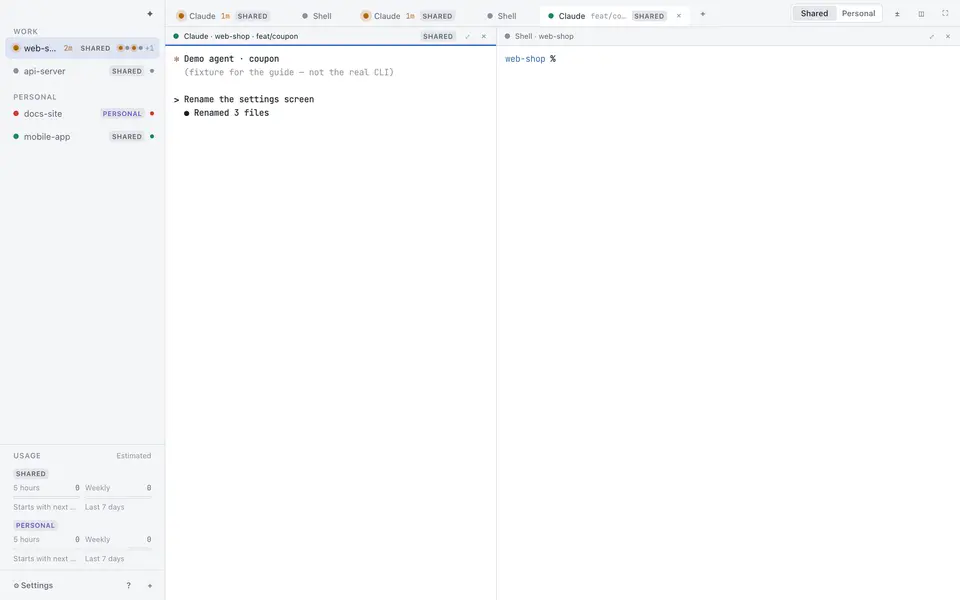 WORK
web-s... 2m SHARED +1
api-server SHARED
PERSONAL
docs-site PERSONAL
mobile-app SHARED
USAGE Estimated
SHARED
5 hours 0 Weekly 0
Starts with next ... Last 7 days
PERSONAL
5 hours 0 Weekly 0
Starts with next ... Last 7 days
Settings ?
Claude 1m SHARED
Shell
Claude 1m SHARED
Shell
Claude feat/co... SHARED × +
Shared Personal ±
Claude · web-shop · feat/coupon SHARED ×
Demo agent · coupon
(fixture for the guide — not the real CLI)
> Rename the settings screen
● Renamed 3 files
Shell · web-shop ×
web-shop %